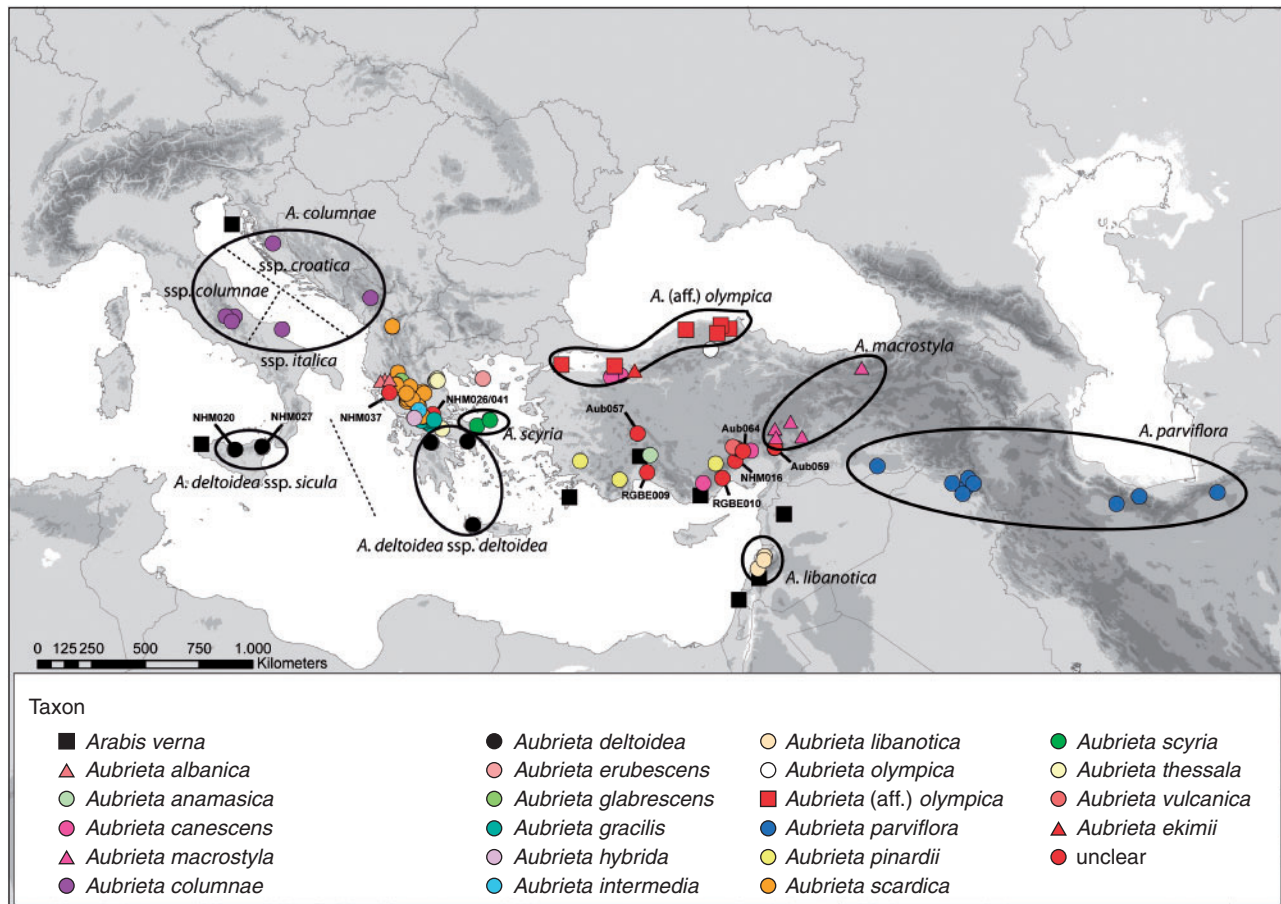 A. columnae
ssp. croatica
ssp. columnae
ssp. italica
A. (aff.) olympica
A. macrostyla
A. parviflora
NHM020
NHM027
NHM037
NHM026/041
A. scyria
Aub057
Aub064
Aub059
NHM016
RGBE009
RGBE010
A. deltoidea ssp. sicula
A. deltoidea ssp. deltoidea
A. libanotica
0 125 250 500 750 1.000
Kilometers
Taxon
Arabis verna
Aubrieta albanica
Aubrieta anamasica
Aubrieta canescens
Aubrieta macrostyla
Aubrieta columnae
Aubrieta deltoidea
Aubrieta erubescens
Aubrieta glabrescens
Aubrieta gracilis
Aubrieta hybrida
Aubrieta intermedia
Aubrieta libanotica
Aubrieta olympica
Aubrieta (aff.) olympica
Aubrieta parviflora
Aubrieta pinardii
Aubrieta scardica
Aubrieta scyria
Aubrieta thessala
Aubrieta vulcanica
Aubrieta ekimii
unclear